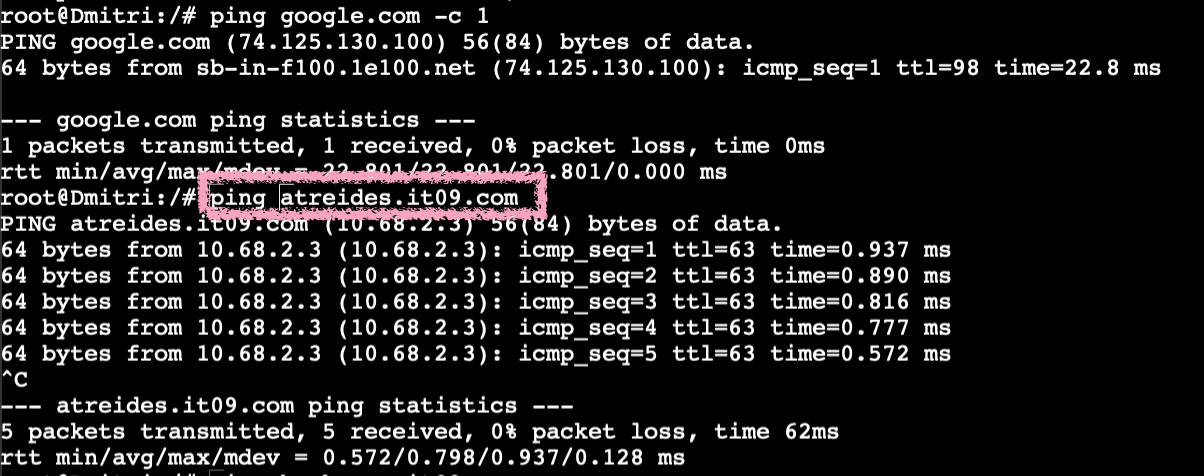 root@Dmitri:/# ping google.com -c 1
PING google.com (74.125.130.100) 56(84) bytes of data.
64 bytes from sb-in-f100.1e100.net (74.125.130.100): icmp_seq=1 ttl=98 time=22.8 ms
--- google.com ping statistics ---
1 packets transmitted, 1 received, 0% packet loss, time 0ms
rtt min/avg/max/mdev = 22.801/22.801/22.801/0.000 ms
root@Dmitri:/# ping atreides.it09.com
PING atreides.it09.com (10.68.2.3) 56(84) bytes of data.
64 bytes from 10.68.2.3 (10.68.2.3): icmp_seq=1 ttl=63 time=0.937 ms
64 bytes from 10.68.2.3 (10.68.2.3): icmp_seq=2 ttl=63 time=0.890 ms
64 bytes from 10.68.2.3 (10.68.2.3): icmp_seq=3 ttl=63 time=0.816 ms
64 bytes from 10.68.2.3 (10.68.2.3): icmp_seq=4 ttl=63 time=0.777 ms
64 bytes from 10.68.2.3 (10.68.2.3): icmp_seq=5 ttl=63 time=0.572 ms
^C
--- atreides.it09.com ping statistics ---
5 packets transmitted, 5 received, 0% packet loss, time 62ms
rtt min/avg/max/mdev = 0.572/0.798/0.937/0.128 ms